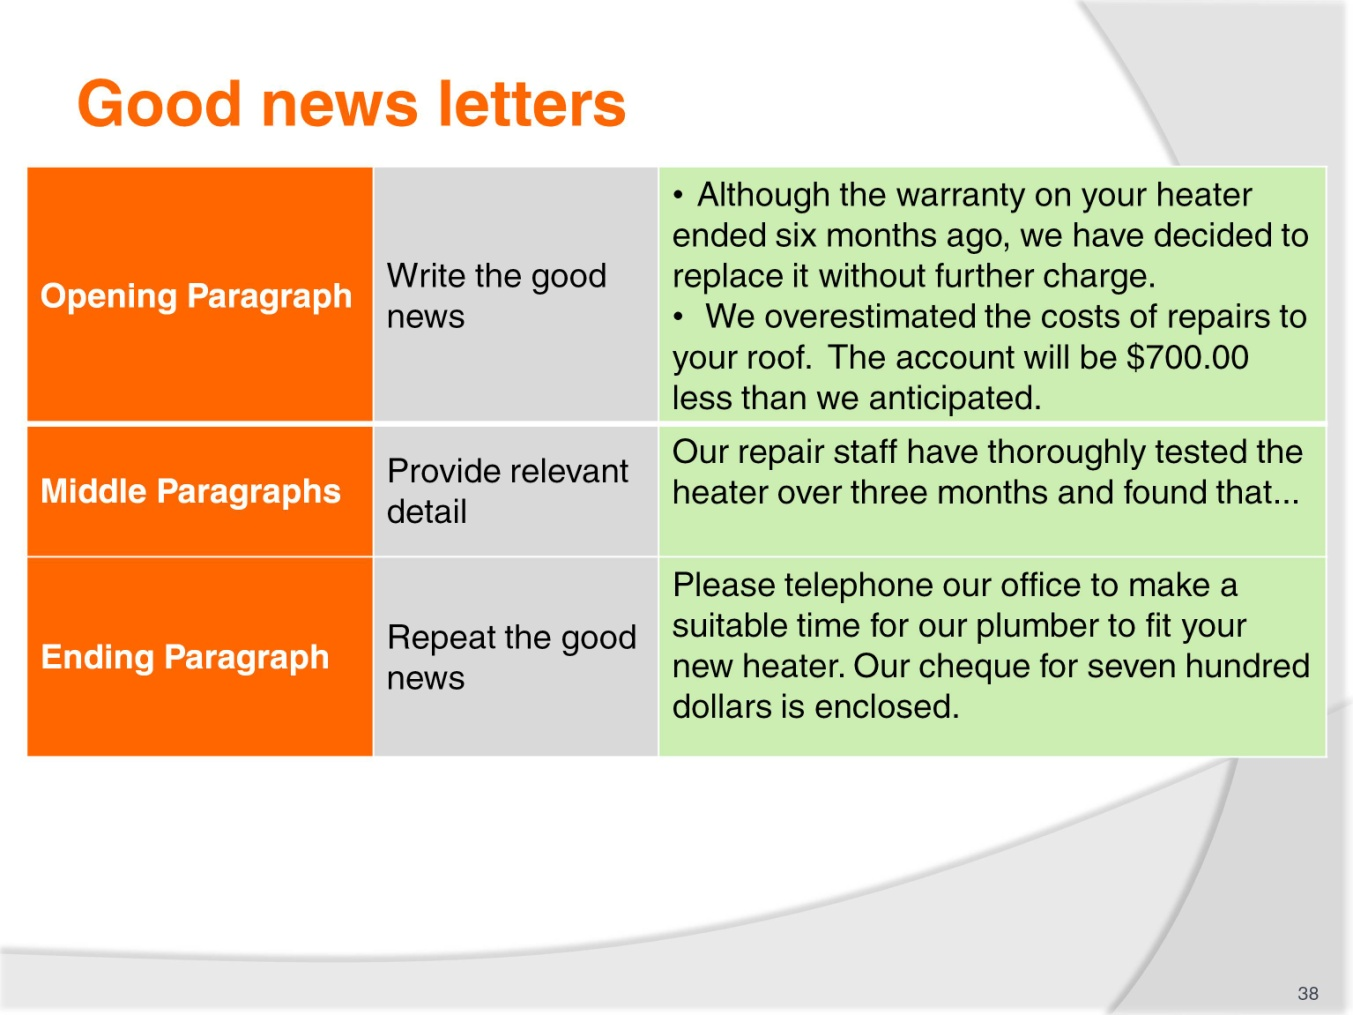 Good news letters
Opening Paragraph
Write the good
news
• Although the warranty on your heater
ended six months ago, we have decided to
replace it without further charge.
• We overestimated the costs of repairs to
your roof. The account will be $700.00
less than we anticipated.
Middle Paragraphs
Provide relevant
detail
Our repair staff have thoroughly tested the
heater over three months and found that...
Ending Paragraph
Repeat the good
news
Please telephone our office to make a
suitable time for our plumber to fit your
new heater. Our cheque for seven hundred
dollars is enclosed.
38